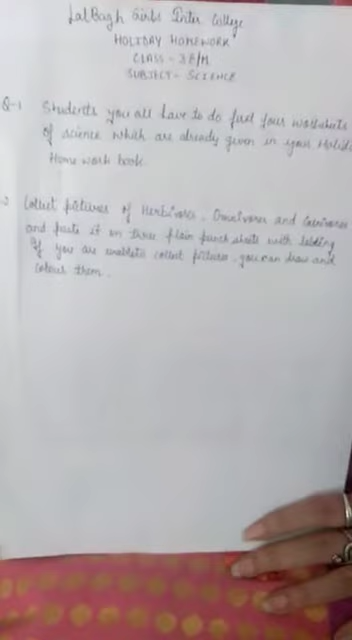 LalBagh Girls Inter College
HOLIDAY HOMEWORK
CLASS - 3E/M
SUBJECT - SCIENCE
Q-1 Students you all have to do first four worksheets
of science which are already given in your Holida
Home work book.
Collect pictures of Herbivores, Omnivores and Carnivores
and paste it on three plain punch sheets with labeling
If you are unable to collect pictures, you can draw and
colour them.